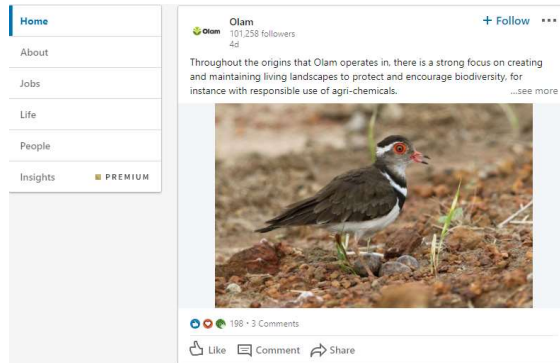 Home
About
Jobs
Life
People
Insights PREMIUM
Olam
Olam
101,258 followers
4d
+ Follow
Throughout the origins that Olam operates in, there is a strong focus on creating
and maintaining living landscapes to protect and encourage biodiversity, for
instance with responsible use of agri-chemicals. ...see more
198 • 3 Comments
Like Comment Share